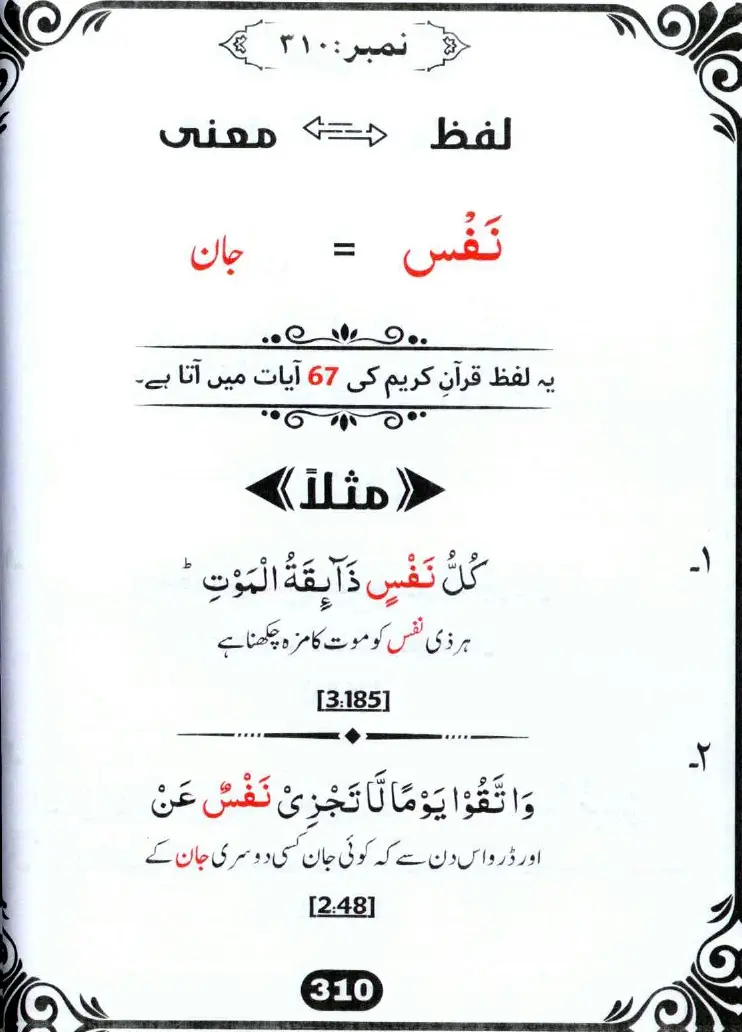 نمبر: ۳۱۰
لفظ ⇐⇒ معنی
نَفْس = جان
یہ لفظ قرآنِ کریم کی 67 آیات میں آتا ہے۔
مثلاً
۱۔
كُلُّ نَفْسٍ ذَآىِٕقَةُ الْمَوْتِ ؕ
ہر ذی نفس کو موت کا مزہ چکھنا ہے
[3:185]
۲۔
وَاتَّقُوْا يَوْمًا لَّا تَجْزِیْ نَفْسٌ عَنْ
اور ڈرو اس دن سے کہ کوئی جان کسی دوسری جان کے
[2:48]
310